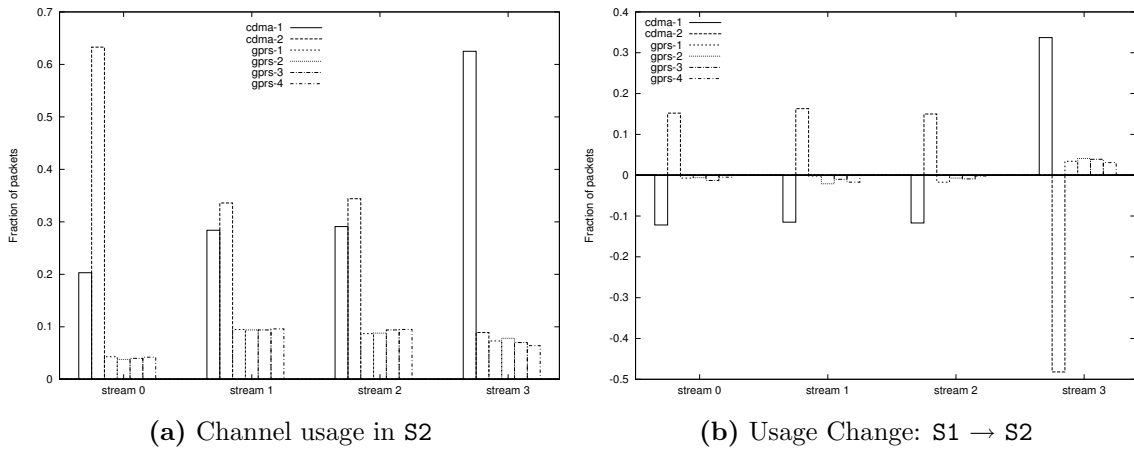 0.7
0.6
0.5
0.4
0.3
0.2
0.1
0
Fraction of packets
cdma-1
cdma-2
gprs-1
gprs-2
gprs-3
gprs-4
stream 0 stream 1 stream 2 stream 3
(a) Channel usage in S2
0.4
0.3
0.2
0.1
0
-0.1
-0.2
-0.3
-0.4
-0.5
Fraction of packets
cdma-1
cdma-2
gprs-1
gprs-2
gprs-3
gprs-4
stream 0 stream 1 stream 2 stream 3
(b) Usage Change: S1 → S2